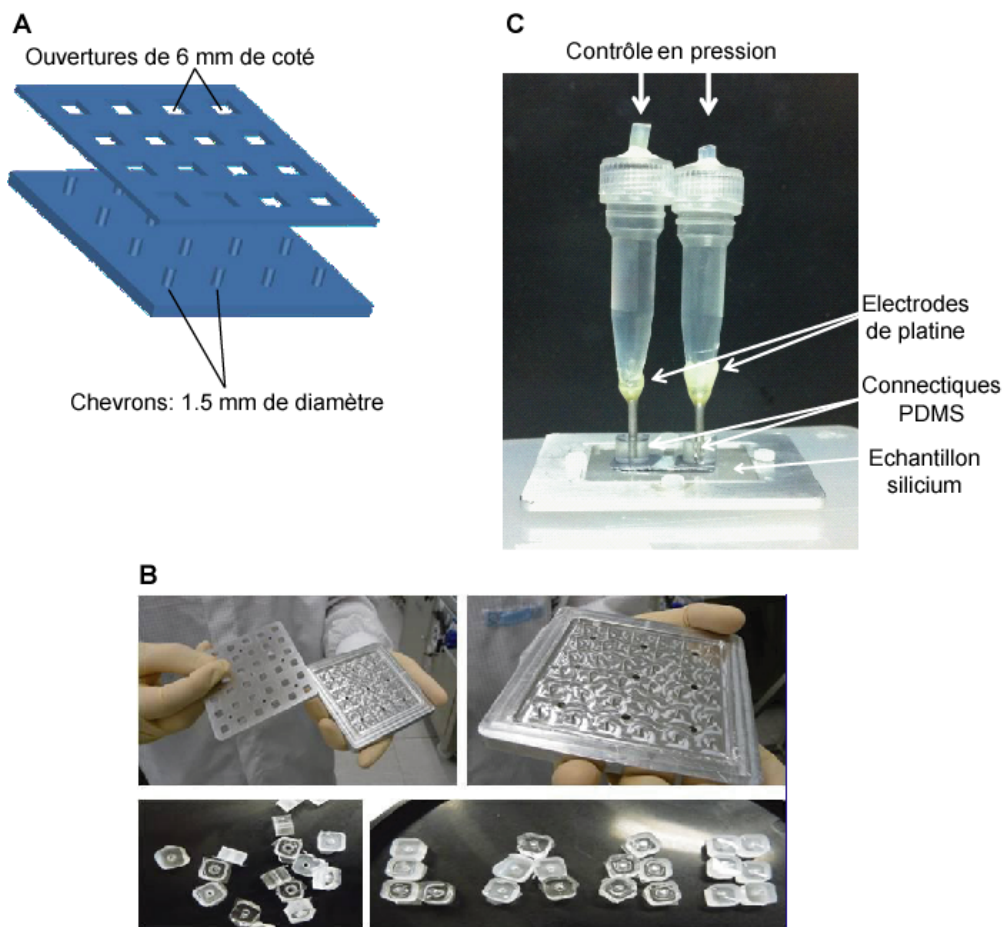 A
Ouvertures de 6 mm de coté
Chevrons: 1.5 mm de diamètre
C
Contrôle en pression
Electrodes
de platine
Connectiques
PDMS
Echantillon
silicium
B